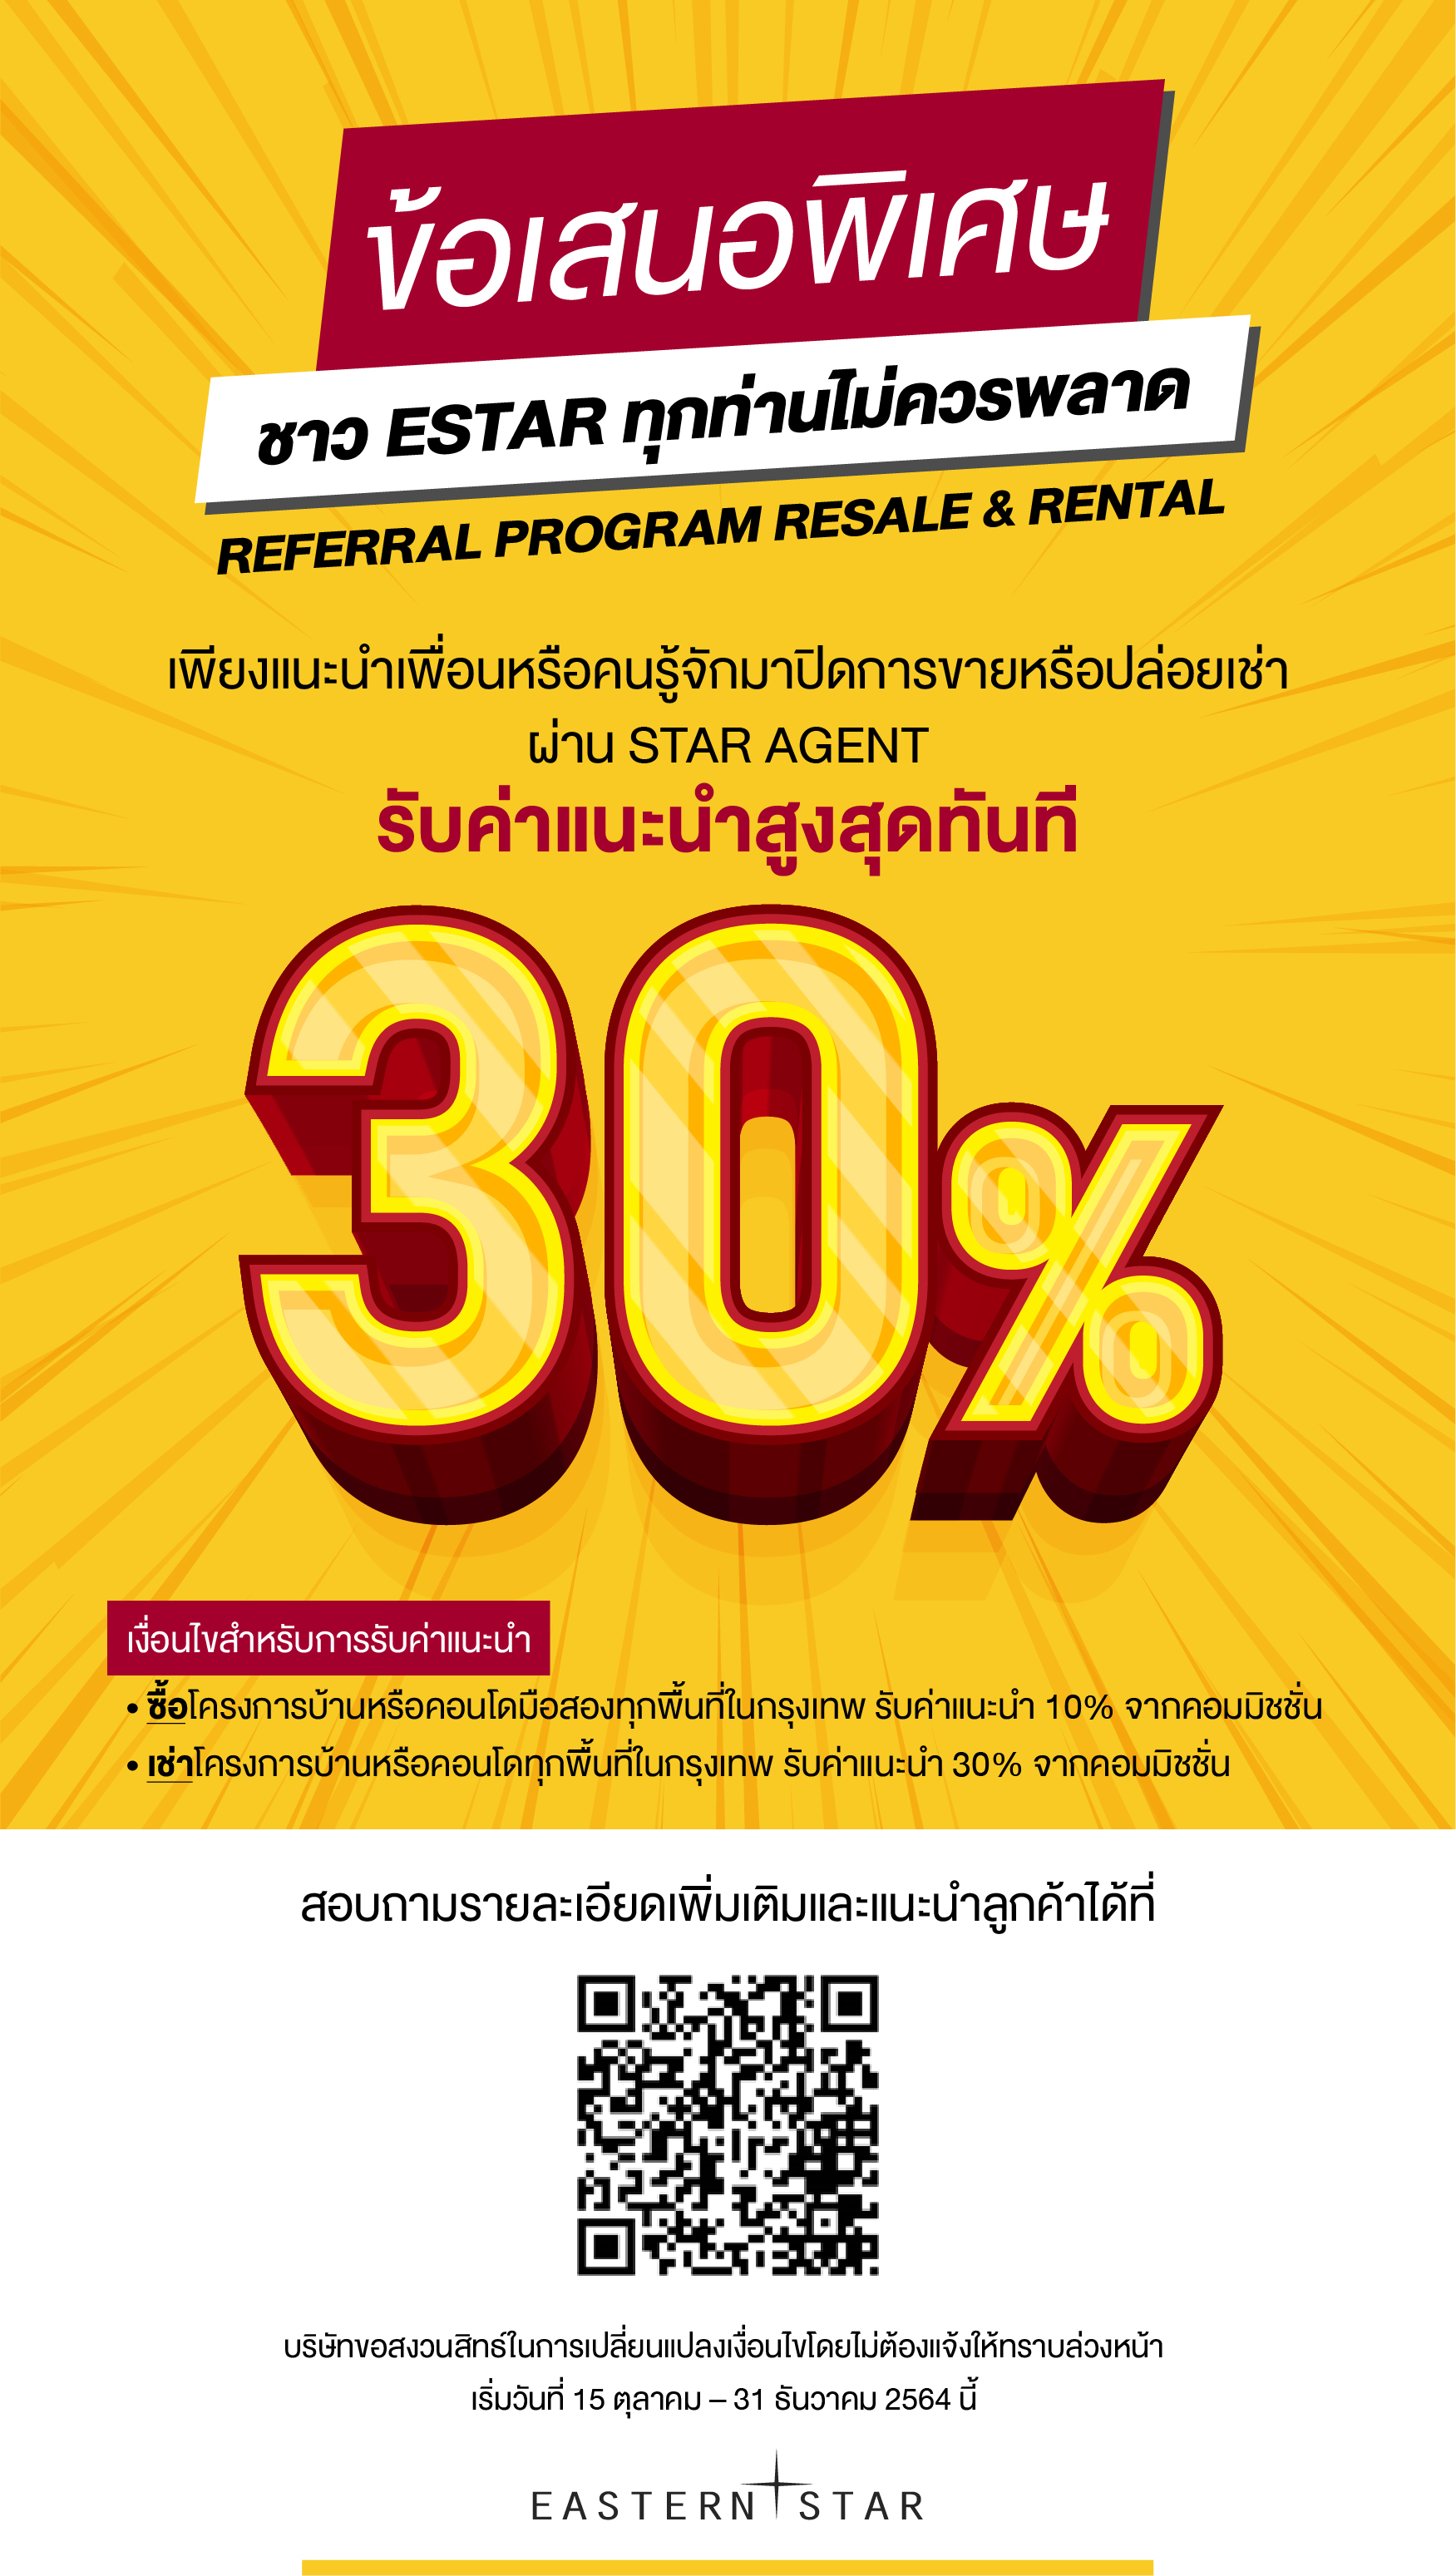 ข้อเสนอพิเศษ
ชาว ESTAR ทุกท่านไม่ควรพลาด
REFERRAL PROGRAM RESALE & RENTAL
เพียงแนะนำเพื่อนหรือคนรู้จักมาปิดการขายหรือปล่อยเช่า
ผ่าน STAR AGENT
รับค่าแนะนำสูงสุดทันที
30%
เงื่อนไขสำหรับการรับค่าแนะนำ
• ซื้อโครงการบ้านหรือคอนโดมือสองทุกพื้นที่ในกรุงเทพ รับค่าแนะนำ 10% จากคอมมิชชั่น
• เช่าโครงการบ้านหรือคอนโดทุกพื้นที่ในกรุงเทพ รับค่าแนะนำ 30% จากคอมมิชชั่น
สอบถามรายละเอียดเพิ่มเติมและแนะนำลูกค้าได้ที่
บริษัทขอสงวนสิทธ์ในการเปลี่ยนแปลงเงื่อนไขโดยไม่ต้องแจ้งให้ทราบล่วงหน้า
เริ่มวันที่ 15 ตุลาคม – 31 ธันวาคม 2564 นี้
EASTERN STAR